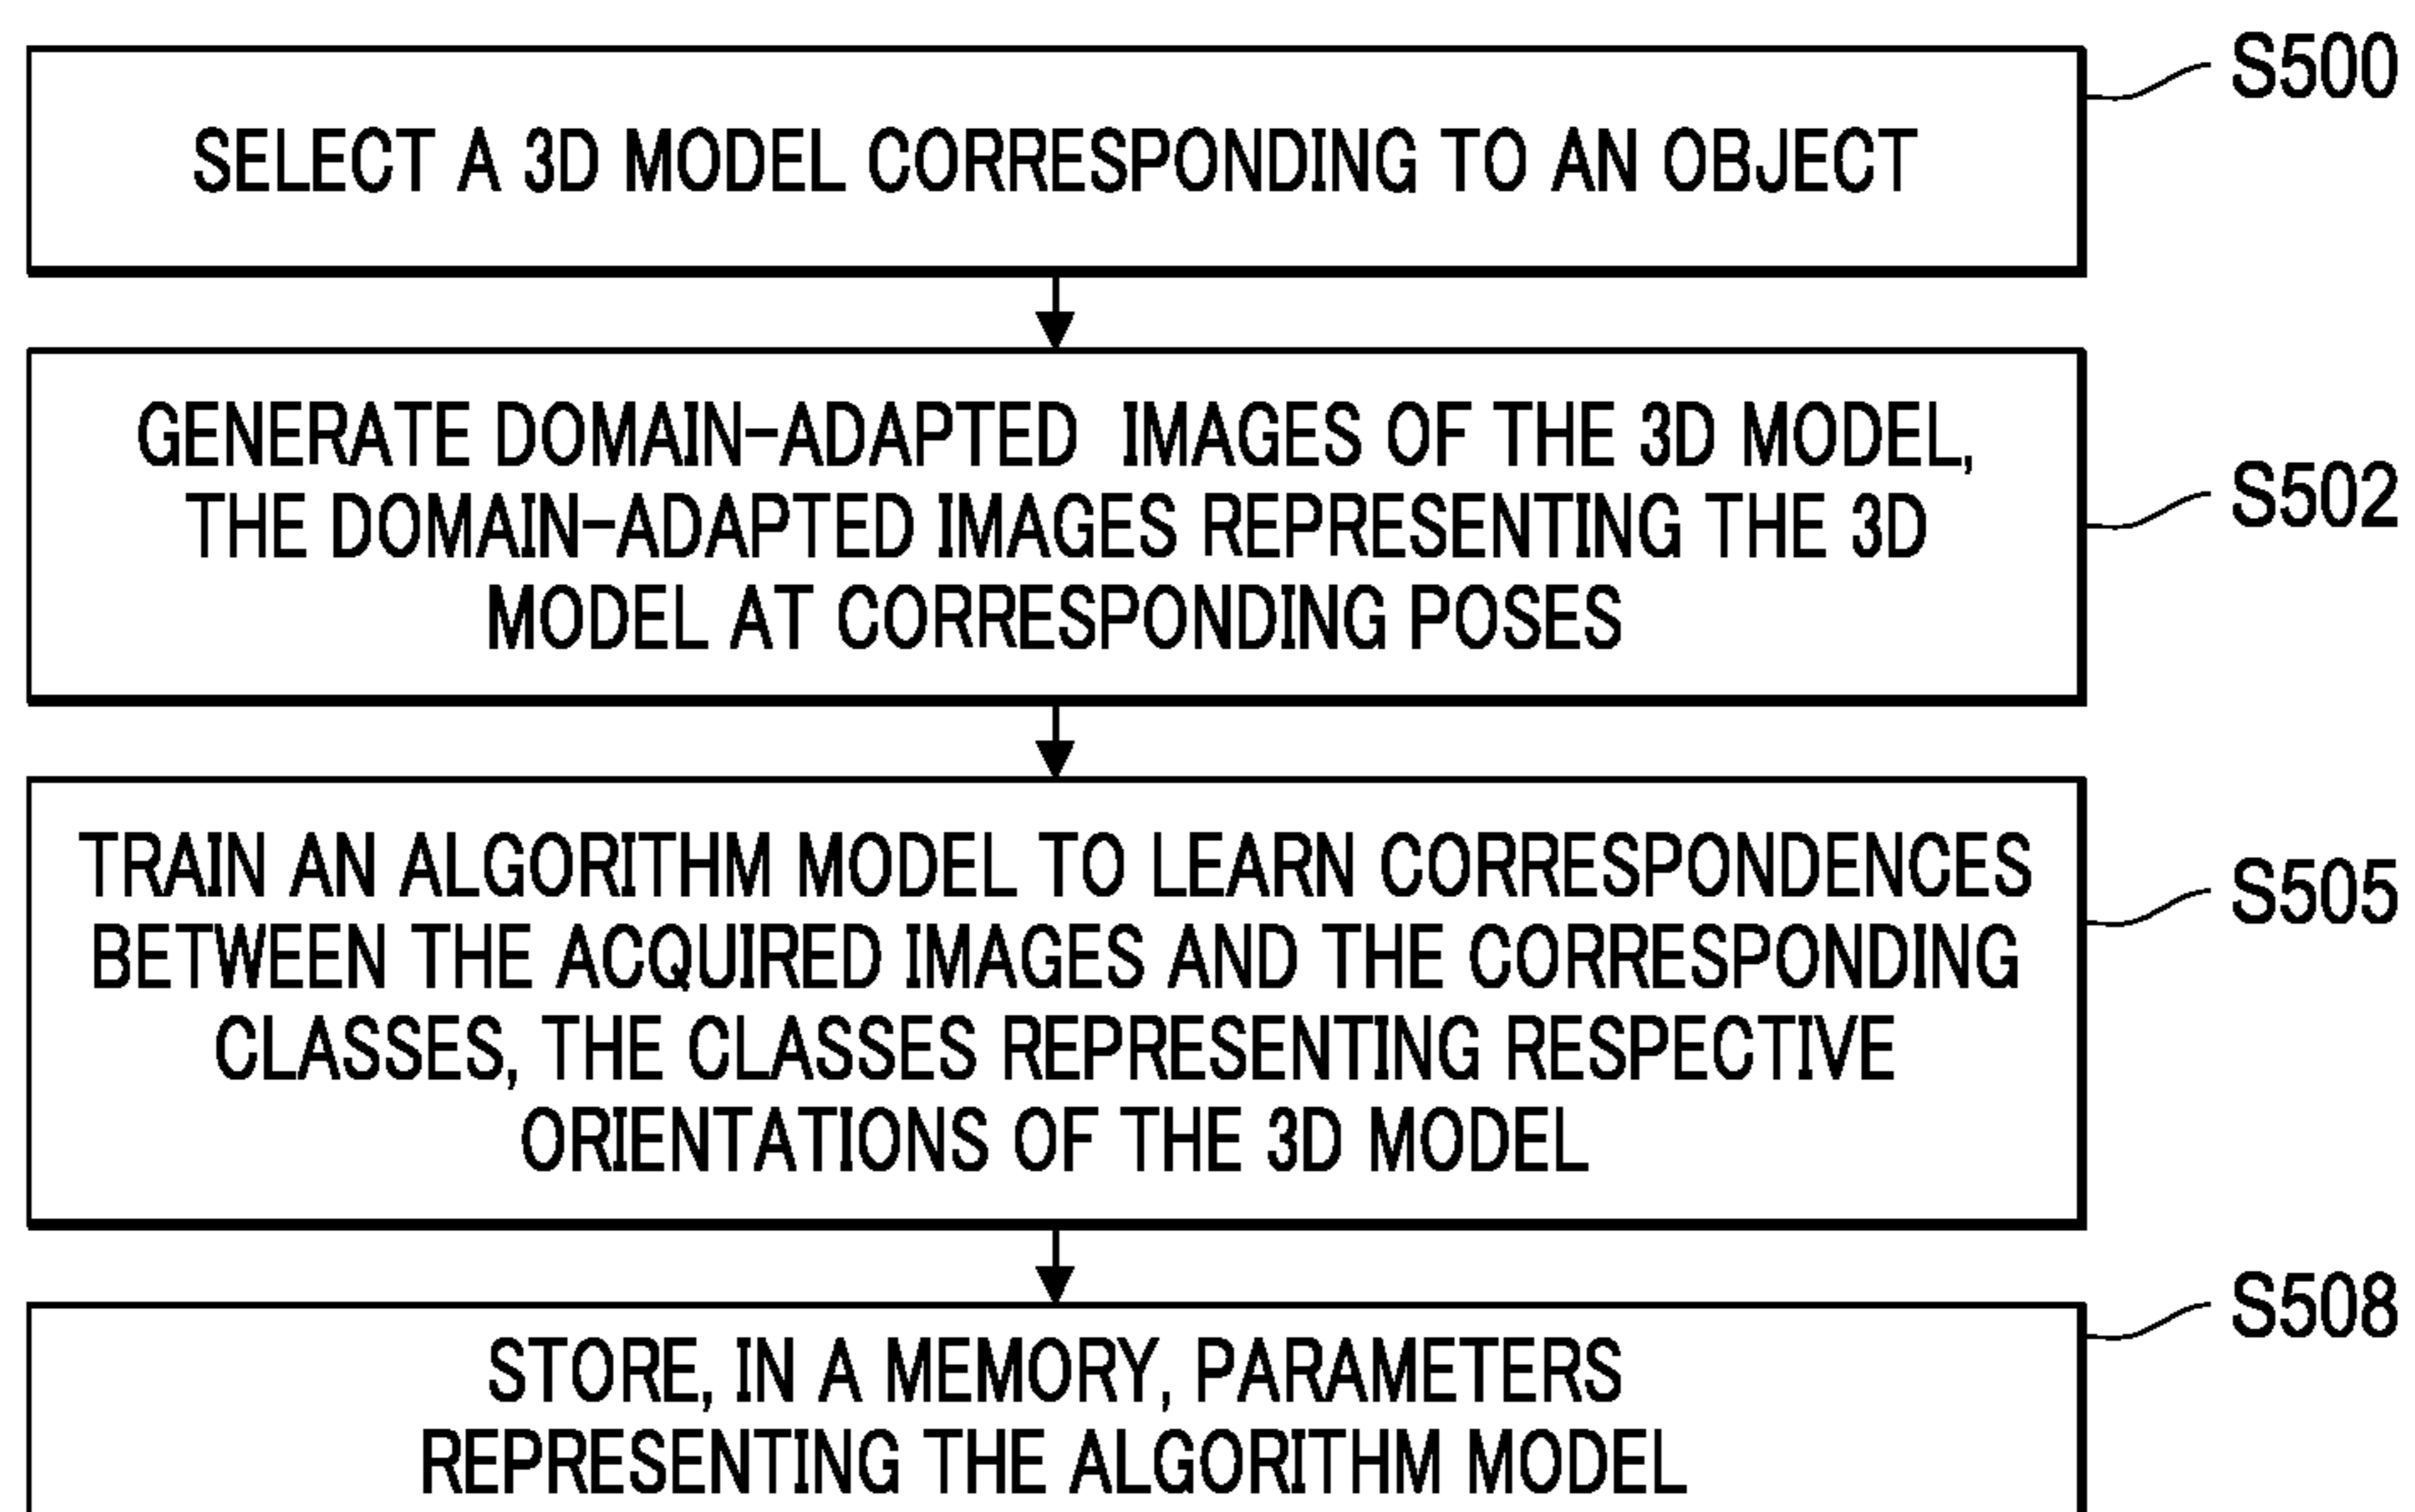 SELECT A 3D MODEL CORRESPONDING TO AN OBJECT
S500
GENERATE DOMAIN-ADAPTED IMAGES OF THE 3D MODEL,
THE DOMAIN-ADAPTED IMAGES REPRESENTING THE 3D
MODEL AT CORRESPONDING POSES
S502
TRAIN AN ALGORITHM MODEL TO LEARN CORRESPONDENCES
BETWEEN THE ACQUIRED IMAGES AND THE CORRESPONDING
CLASSES, THE CLASSES REPRESENTING RESPECTIVE
ORIENTATIONS OF THE 3D MODEL
S505
STORE, IN A MEMORY, PARAMETERS
REPRESENTING THE ALGORITHM MODEL
S508